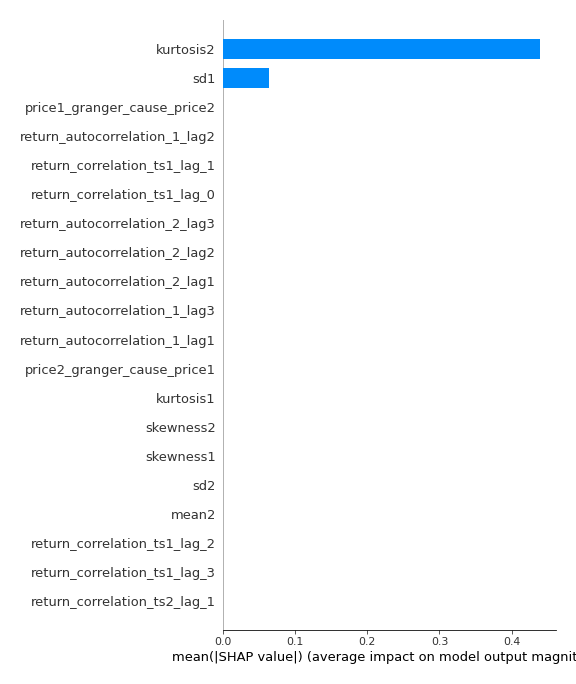 kurtosis2
sd1
price1_granger_cause_price2
return_autocorrelation_1_lag2
return_correlation_ts1_lag_1
return_correlation_ts1_lag_0
return_autocorrelation_2_lag3
return_autocorrelation_2_lag2
return_autocorrelation_2_lag1
return_autocorrelation_1_lag3
return_autocorrelation_1_lag1
price2_granger_cause_price1
kurtosis1
skewness2
skewness1
sd2
mean2
return_correlation_ts1_lag_2
return_correlation_ts1_lag_3
return_correlation_ts2_lag_1
0.0 0.1 0.2 0.3 0.4
mean(|SHAP value|) (average impact on model output magnit